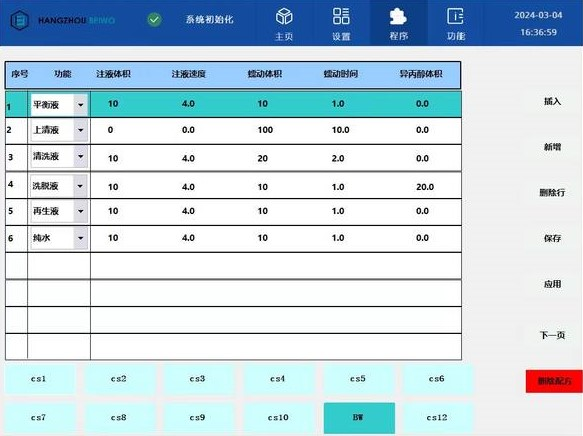 HANGZHOU BEIWO 系统初始化 主页 设置 程序 功能 2024-03-04
16:36:59
序号 功能 注液体积 注液速度 蠕动体积 蠕动时间 异丙醇体积
1 平衡液 10 4.0 10 1.0 0.0
2 上清液 0 0.0 100 10.0 0.0
3 清洗液 10 4.0 20 2.0 0.0
4 洗脱液 10 4.0 10 1.0 20.0
5 再生液 10 4.0 10 1.0 0.0
6 纯水 10 4.0 10 1.0 0.0
插入
新增
删除行
保存
应用
下一页
删除配方
cs1 cs2 cs3 cs4 cs5 cs6
cs7 cs8 cs9 cs10 BW cs12